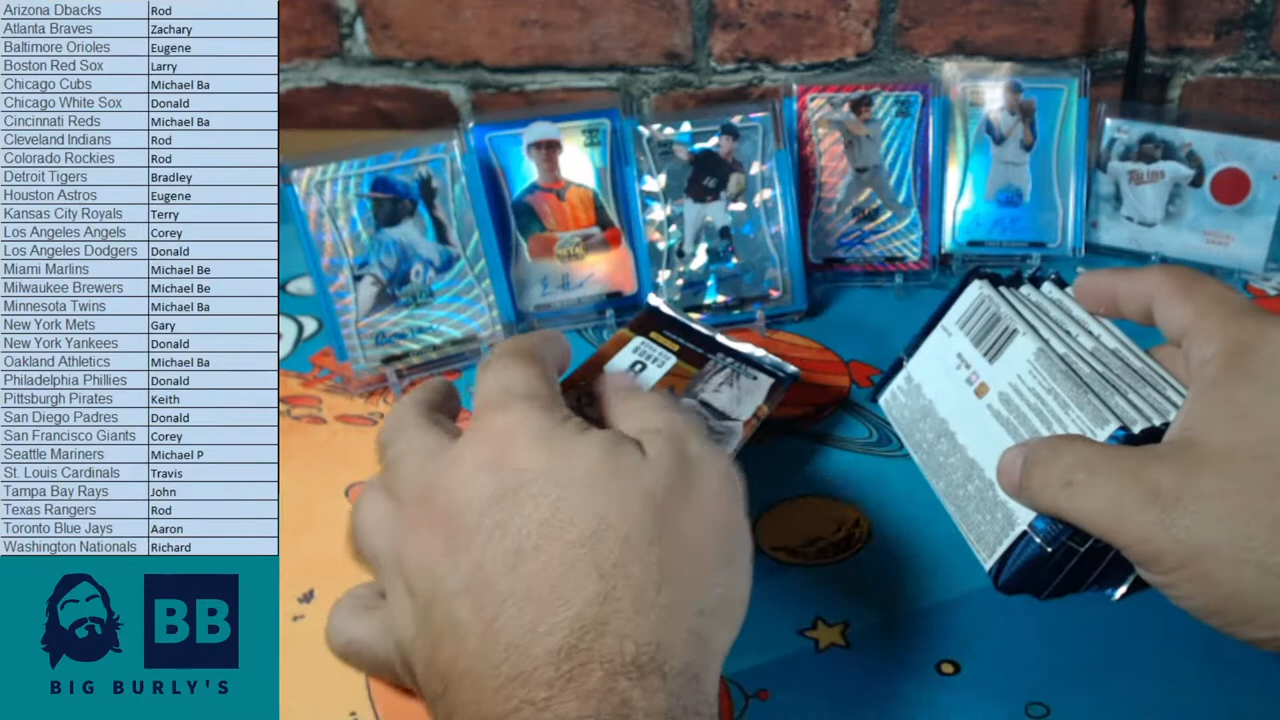 Arizona Dbacks Rod
Atlanta Braves Zachary
Baltimore Orioles Eugene
Boston Red Sox Larry
Chicago Cubs Michael Ba
Chicago White Sox Donald
Cincinnati Reds Michael Ba
Cleveland Indians Rod
Colorado Rockies Rod
Detroit Tigers Bradley
Houston Astros Eugene
Kansas City Royals Terry
Los Angeles Angels Corey
Los Angeles Dodgers Donald
Miami Marlins Michael Be
Milwaukee Brewers Michael Be
Minnesota Twins Michael Ba
New York Mets Gary
New York Yankees Donald
Oakland Athletics Michael Ba
Philadelphia Phillies Donald
Pittsburgh Pirates Keith
San Diego Padres Donald
San Francisco Giants Corey
Seattle Mariners Michael P
St. Louis Cardinals Travis
Tampa Bay Rays John
Texas Rangers Rod
Toronto Blue Jays Aaron
Washington Nationals Richard
BB
BIG BURLY'S
Twins
MIGUEL
SANO
8
CARDS